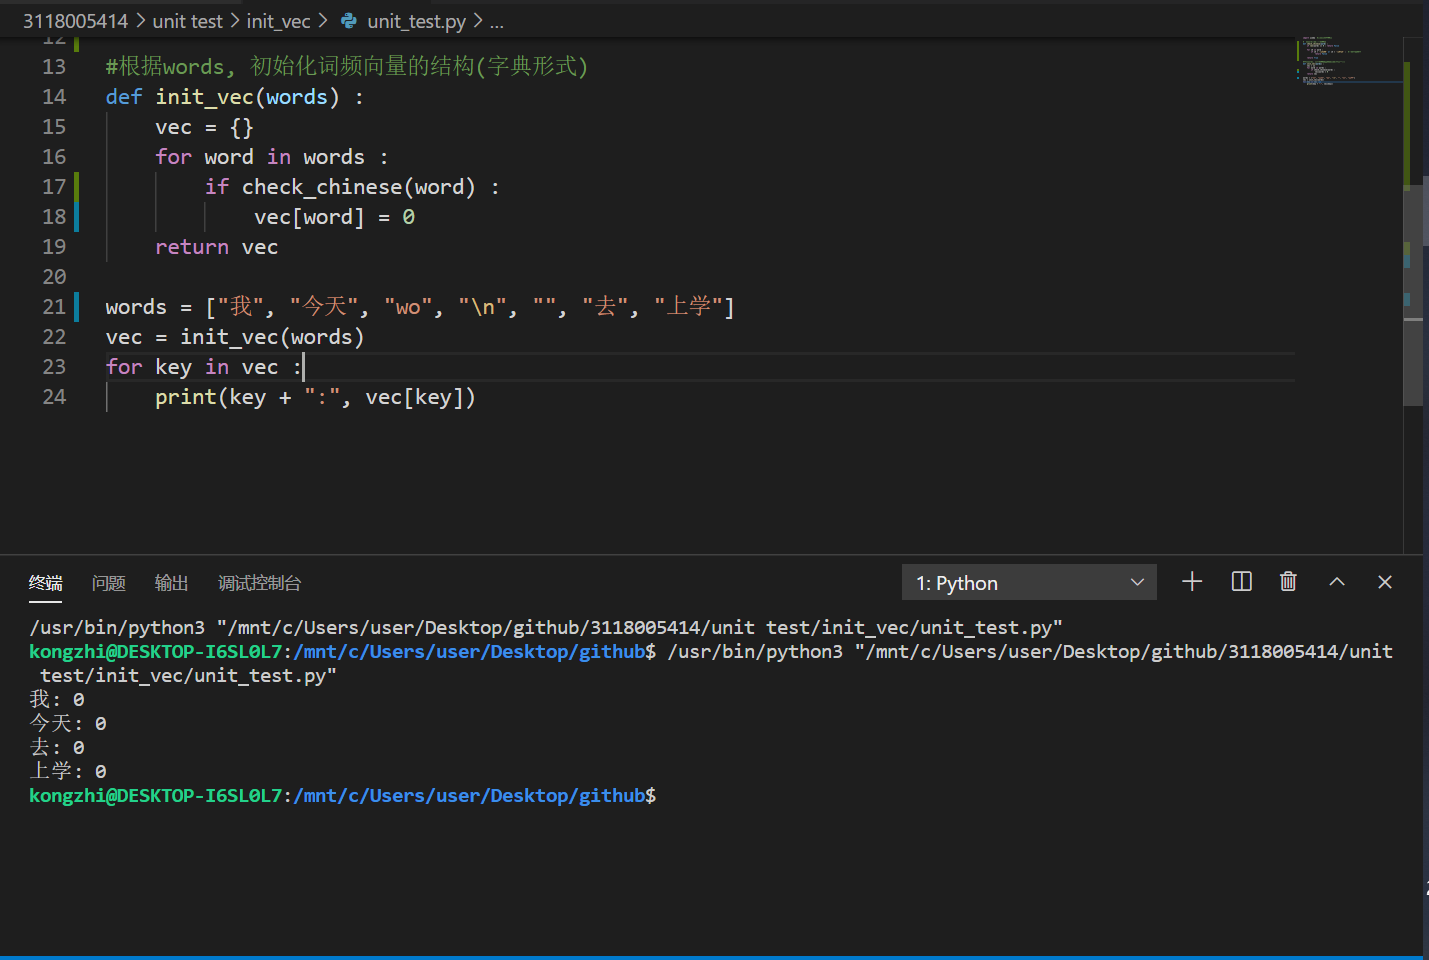 3118005414 > unit test > init_vec > unit_test.py > ...
12
13 #根据words, 初始化词频向量的结构(字典形式)
14 def init_vec(words) :
15     vec = {}
16     for word in words :
17         if check_chinese(word) :
18             vec[word] = 0
19     return vec
20
21 words = ["我", "今天", "wo", "\n", "", "去", "上学"]
22 vec = init_vec(words)
23 for key in vec :
24     print(key + ":", vec[key])
终端 问题 输出 调试控制台 1: Python
/usr/bin/python3 "/mnt/c/Users/user/Desktop/github/3118005414/unit test/init_vec/unit_test.py"
kongzhi@DESKTOP-I6SL0L7:/mnt/c/Users/user/Desktop/github$ /usr/bin/python3 "/mnt/c/Users/user/Desktop/github/3118005414/unit
 test/init_vec/unit_test.py"
我: 0
今天: 0
去: 0
上学: 0
kongzhi@DESKTOP-I6SL0L7:/mnt/c/Users/user/Desktop/github$